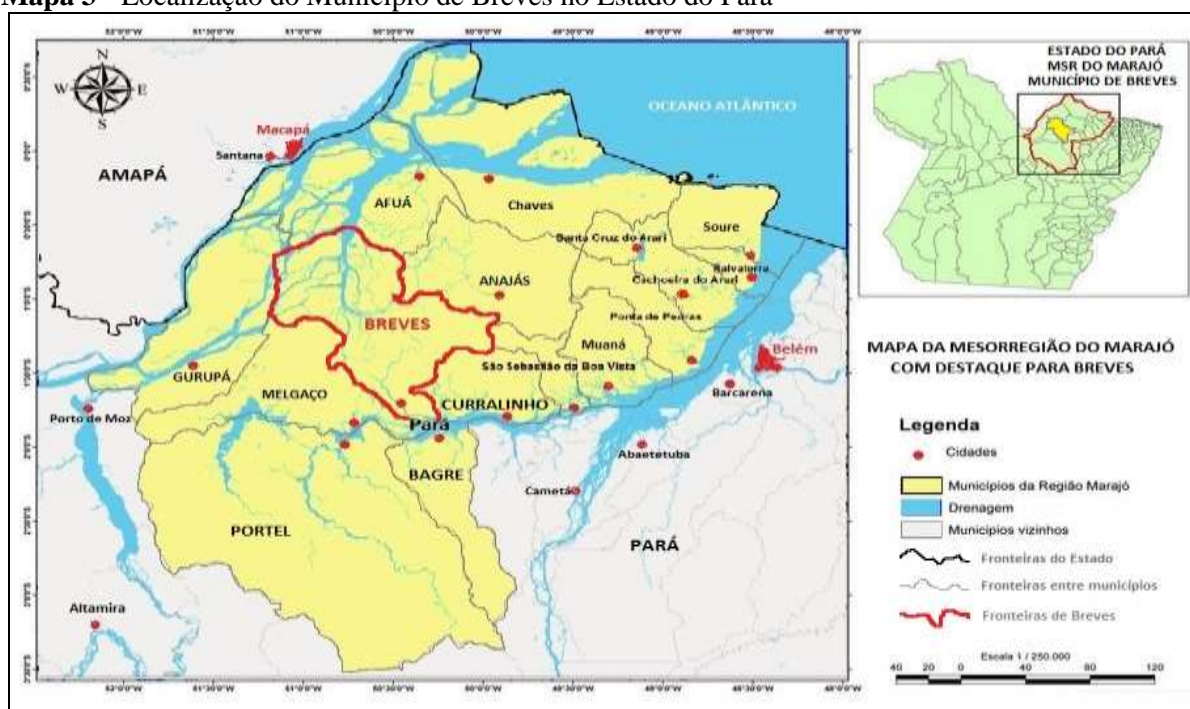 Mapa 3 - Localização do Município de Breves no Estado do Pará
N
W E
S
OCEANO ATLÂNTICO
Macapá
Santana
AMAPÁ
AFUÁ
Chaves
Soure
Santa Cruz do Arari
Salvaterra
Cachoeira do Arari
ANAJÁS
Ponta de Pedras
BREVES
Muaná
Belém
São Sebastião da Boa Vista
GURUPÁ
MELGAÇO
CURRALINHO
Barcarena
Porto de Moz
Pará
Abaetetuba
BAGRE
Cametá
PORTEL
PARÁ
Altamira
ESTADO DO PARÁ
MSR DO MARAJÓ
MUNICÍPIO DE BREVES
MAPA DA MESORREGIÃO DO MARAJÓ
COM DESTAQUE PARA BREVES
Legenda
Cidades
Municípios da Região Marajó
Drenagem
Municípios vizinhos
Fronteiras do Estado
Fronteiras entre municípios
Fronteiras de Breves
Escala 1 / 250.000
40 20 0 40 80 120